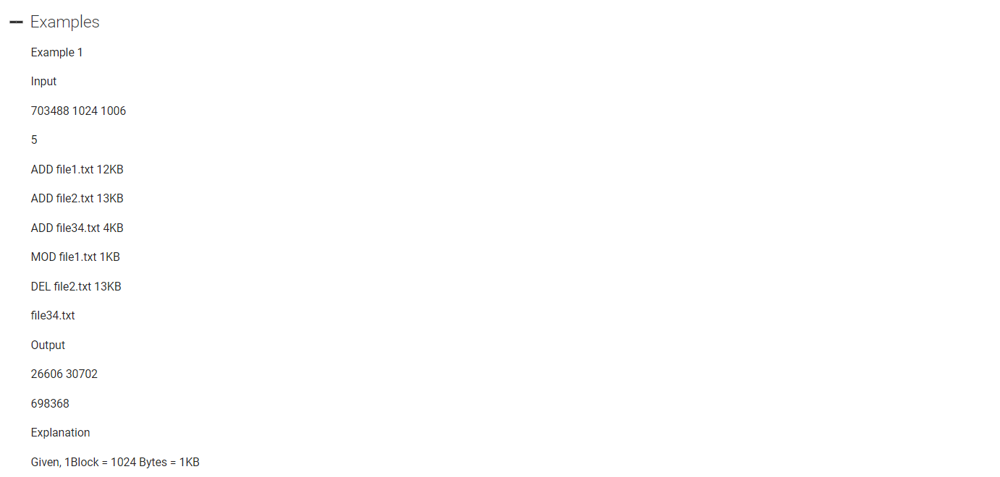 Examples
Example 1
Input
703488 1024 1006
5
ADD file1.txt 12KB
ADD file2.txt 13KB
ADD file34.txt 4KB
MOD file1.txt 1KB
DEL file2.txt 13KB
file34.txt
Output
26606 30702
698368
Explanation
Given, 1Block = 1024 Bytes = 1KB